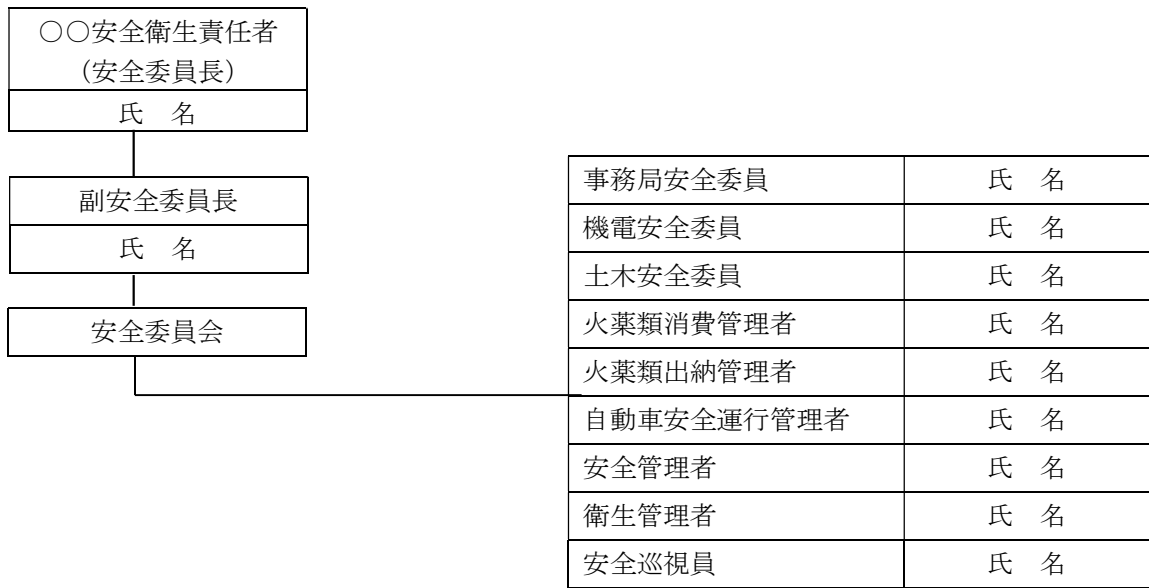 ○○安全衛生責任者
（安全委員長）
氏　名
副安全委員長
氏　名
安全委員会
事務局安全委員　氏　名
機電安全委員　氏　名
土木安全委員　氏　名
火薬類消費管理者　氏　名
火薬類出納管理者　氏　名
自動車安全運行管理者　氏　名
安全管理者　氏　名
衛生管理者　氏　名
安全巡視員　氏　名